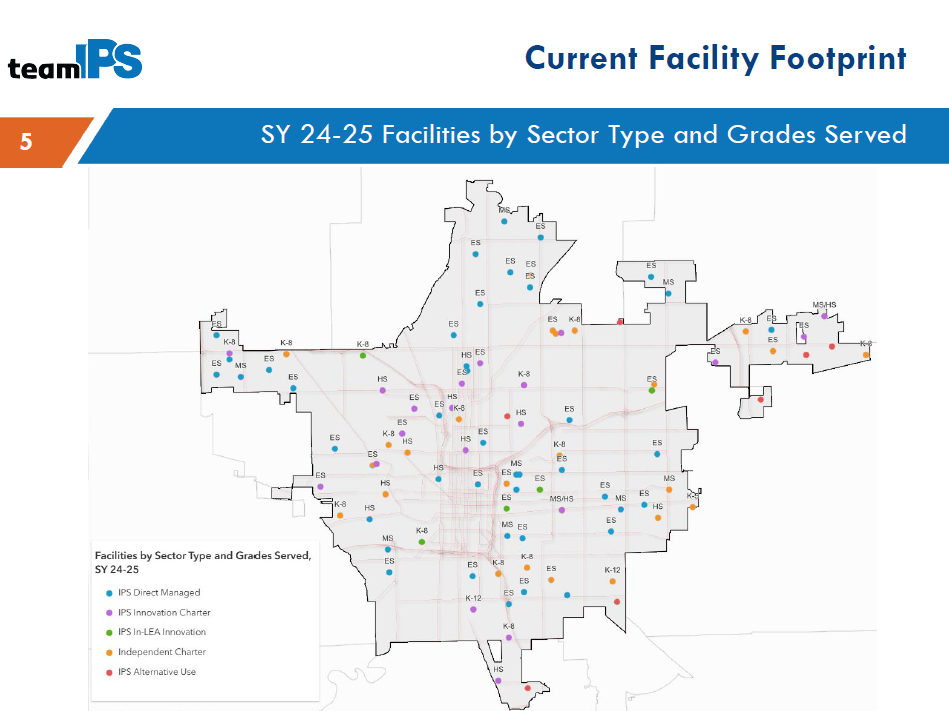 teamIPS
Current Facility Footprint
5
SY 24-25 Facilities by Sector Type and Grades Served
MS
ES
ES
ES
ES
ES
ES
MS
ES
MS/HS
ES
ES
K-8
K-8
ES
ES
ES
K-8
K-8
K-8
ES
ES
K-8
HS
ES
ES
ES
MS
ES
ES
HS
K-8
ES
ES
ES
HS
K-8
ES
HS
ES
ES
K-8
HS
HS
ES
K-8
ES
ES
ES
HS
ES
MS
ES
ES
ES
HS
ES
MS
K-8
ES
MS/HS
ES
MS
ES
HS
K-8
HS
K-8
MS
ES
ES
MS
ES
ES
K-8
K-8
ES
K-12
ES
ES
K-12
K-8
HS
Facilities by Sector Type and Grades Served,
SY 24-25
IPS Direct Managed
IPS Innovation Charter
IPS In-LEA Innovation
Independent Charter
IPS Alternative Use